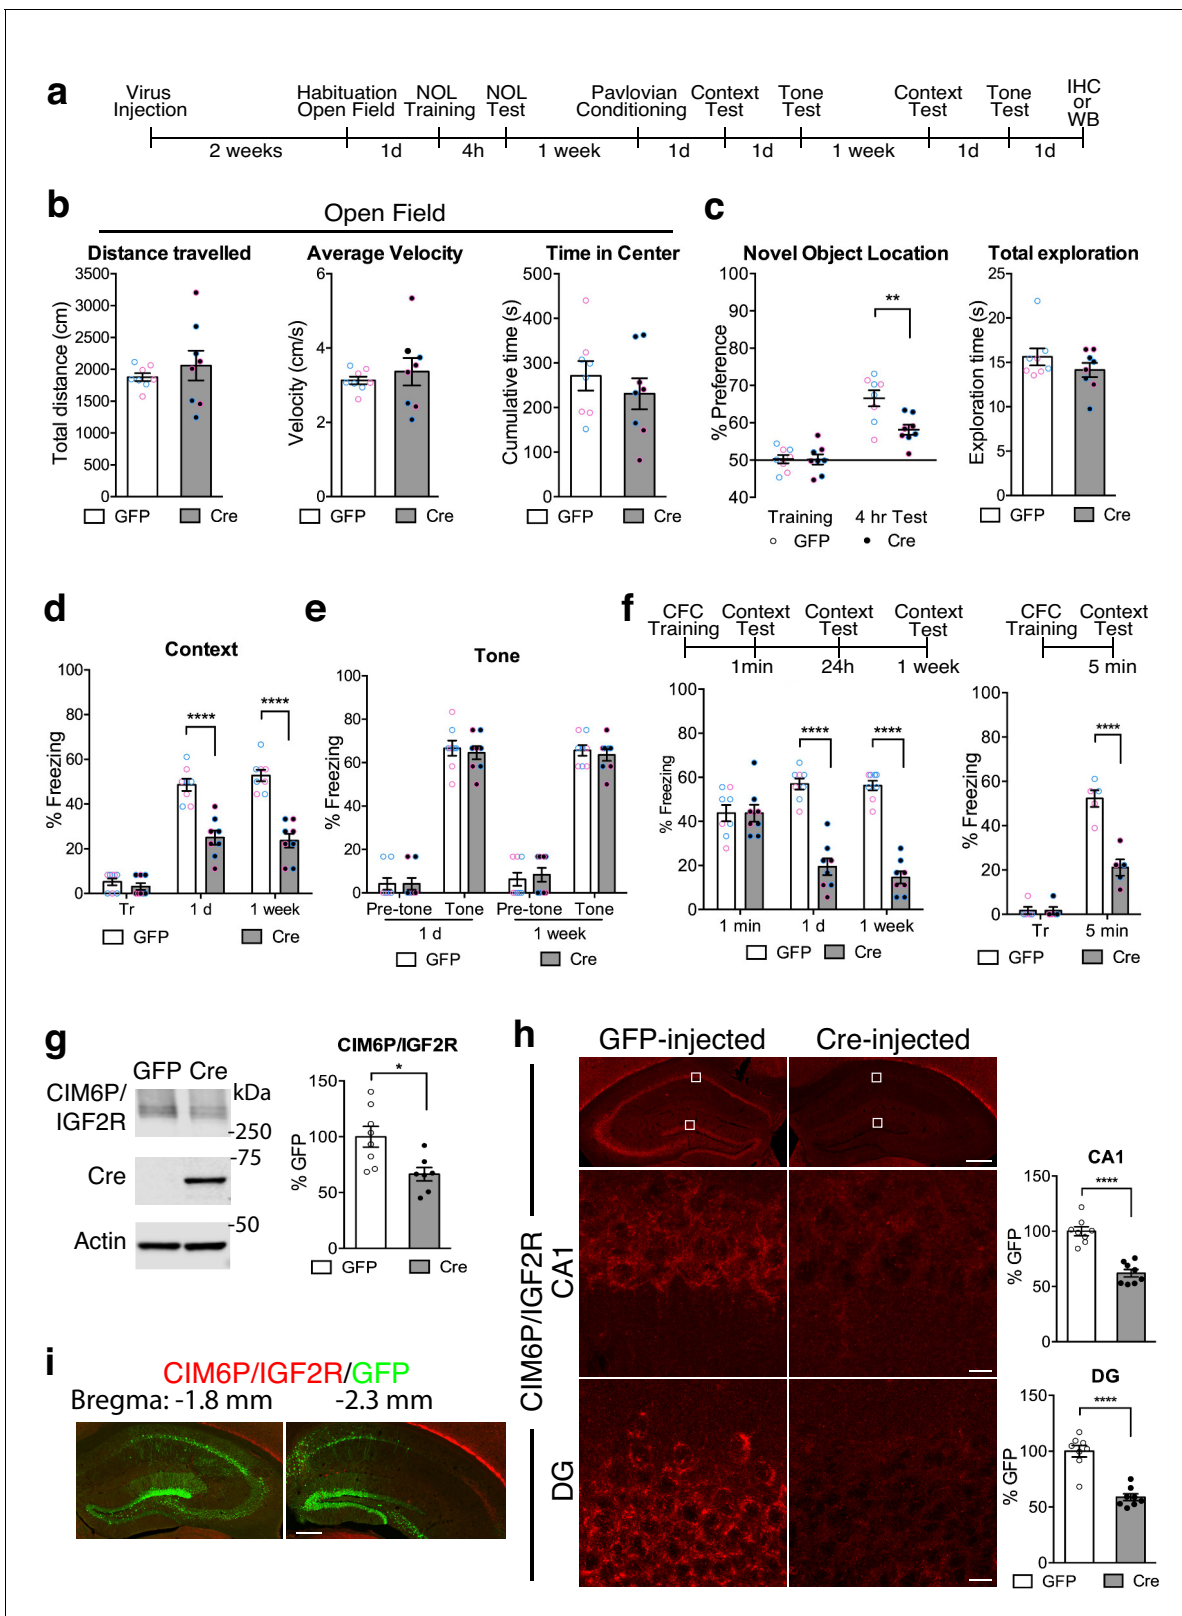 a
Virus Injection
Habituation Open Field
NOL Training
NOL Test
Pavlovian Conditioning
Context Test
Tone Test
Context Test
Tone Test
IHC or WB
2 weeks 1d 4h 1 week 1d 1d 1 week 1d 1d
b
Open Field
Distance travelled
Total distance (cm)
3500
3000
2500
2000
1500
1000
500
0
GFP Cre
Average Velocity
Velocity (cm/s)
6
4
2
0
GFP Cre
Time in Center
Cumulative time (s)
500
400
300
200
100
0
GFP Cre
c
Novel Object Location
% Preference
100
90
80
70
60
50
40
**
Training 4 hr Test
GFP Cre
Total exploration
Exploration time (s)
25
20
15
10
5
0
GFP Cre
d
Context
% Freezing
100
80
60
40
20
0
**** ****
Tr 1 d 1 week
GFP Cre
e
Tone
% Freezing
100
80
60
40
20
0
Pre-tone Tone Pre-tone Tone
1 d 1 week
GFP Cre
f
CFC Training
Context Test
Context Test
Context Test
1min 24h 1 week
% Freezing
100
80
60
40
20
0
**** ****
1 min 1 d 1 week
GFP Cre
CFC Training
Context Test
5 min
% Freezing
100
80
60
40
20
0
****
Tr 5 min
GFP Cre
g
GFP Cre
kDa
CIM6P/
IGF2R
-250
-75
Cre
-50
Actin
CIM6P/IGF2R
% GFP
150
100
50
0
*
GFP Cre
h
GFP-injected Cre-injected
CIM6P/IGF2R
CA1
DG
CA1
% GFP
150
100
50
0
****
DG
% GFP
150
100
50
0
****
GFP Cre
i
CIM6P/IGF2R/GFP
Bregma: -1.8 mm -2.3 mm